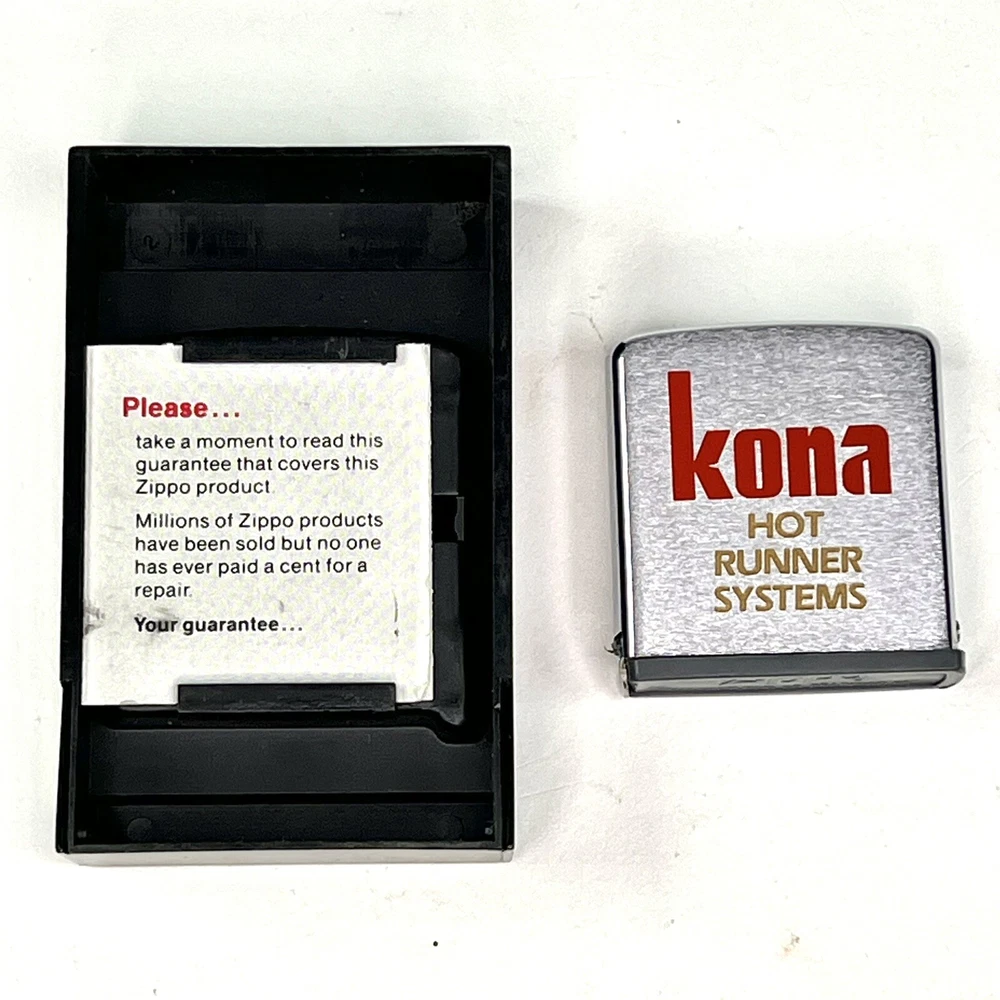 Please...
take a moment to read this
guarantee that covers this
Zippo product.
Millions of Zippo products
have been sold but no one
has ever paid a cent for a
repair.
Your guarantee...
kona
HOT
RUNNER
SYSTEMS